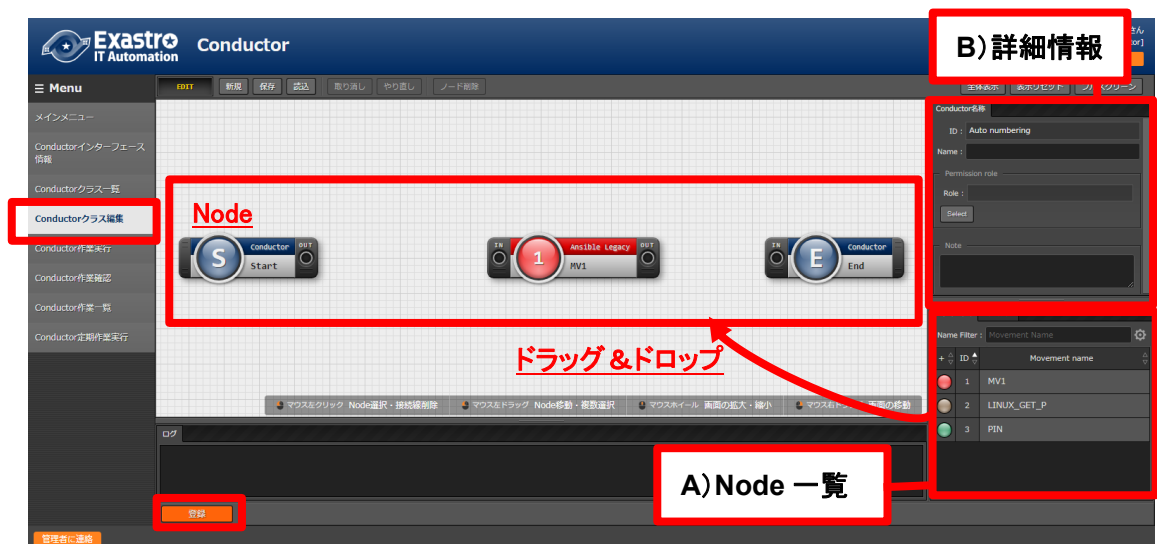 Exastro
IT Automation
Conductor
さん
tor]
B)詳細情報
Menu
EDIT 新規 保存 読込 取り消し やり直し ノード削除
全体表示 表示リセット フルスクリーン
メインメニュー
Conductorインターフェース
情報
Conductorクラス一覧
Conductorクラス編集
Conductor作業実行
Conductor作業確認
Conductor作業一覧
Conductor定期作業実行
Node
S Conductor OUT
Start
IN 1 Ansible Legacy OUT
MV1
IN E Conductor
End
ドラッグ&ドロップ
マウス左クリック Node選択・接続線削除 マウス左ドラッグ Node移動・複数選択 マウスホイール 画面の拡大・縮小 画面の移動
Conductor名称
ID : Auto numbering
Name :
Permission role
Role :
Select
Note
Name Filter : Movement Name
+ ID Movement name
1 MV1
2 LINUX_GET_P
3 PIN
ログ
A)Node 一覧
登録
管理者に連絡